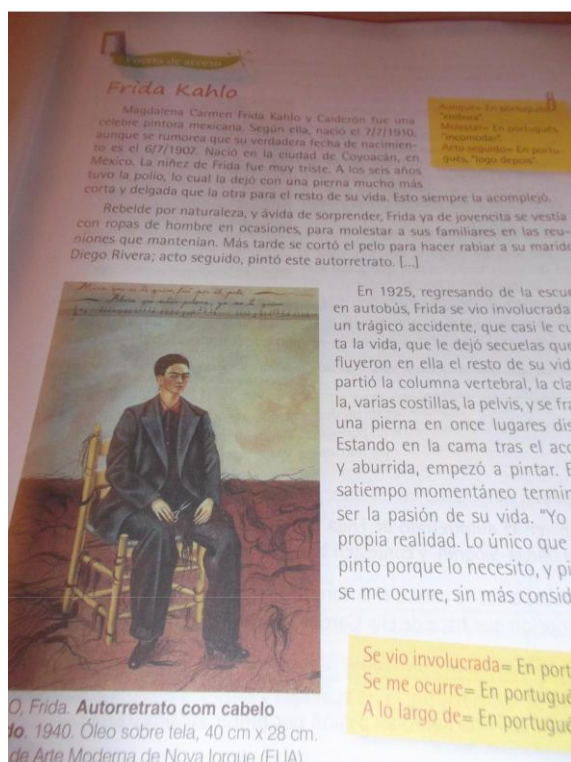 Frida Kahlo
Magdalena Carmen Frida Kahlo y Calderón fue una
célebre pintora mexicana. Según ella, nació el 7/7/1910,
aunque se rumorea que su verdadera fecha de nacimien-
to es el 6/7/1907. Nació en la ciudad de Coyoacán, en
México. La niñez de Frida fue muy triste. A los seis años
tuvo la polio, lo cual la dejó con una pierna mucho más
corta y delgada que la otra para el resto de su vida. Esto siempre la acomplejó.
Aunque= En portugués,
"embora".
Molestar= En portugués,
"incomodar".
Acto seguido= En portu-
gués, "logo depois".
Rebelde por naturaleza, y ávida de sorprender, Frida ya de jovencita se vestía
con ropas de hombre en ocasiones, para molestar a sus familiares en las reu-
niones que mantenían. Más tarde se cortó el pelo para hacer rabiar a su marido
Diego Rivera; acto seguido, pintó este autorretrato. [...]
En 1925, regresando de la escue
en autobús, Frida se vio involucrada
un trágico accidente, que casi le cu
ta la vida, que le dejó secuelas que
fluyeron en ella el resto de su vid
partió la columna vertebral, la cla
la, varias costillas, la pelvis, y se fra
una pierna en once lugares dis
Estando en la cama tras el acc
y aburrida, empezó a pintar. E
satiempo momentáneo termin
ser la pasión de su vida. "Yo
propia realidad. Lo único que
pinto porque lo necesito, y pi
se me ocurre, sin más consid
Se vio involucrada= En port
Se me ocurre= En portugué
A lo largo de= En portugué
O, Frida. Autorretrato com cabelo
do. 1940. Óleo sobre tela, 40 cm x 28 cm.
de Arte Moderna de Nova Iorque (EUA)